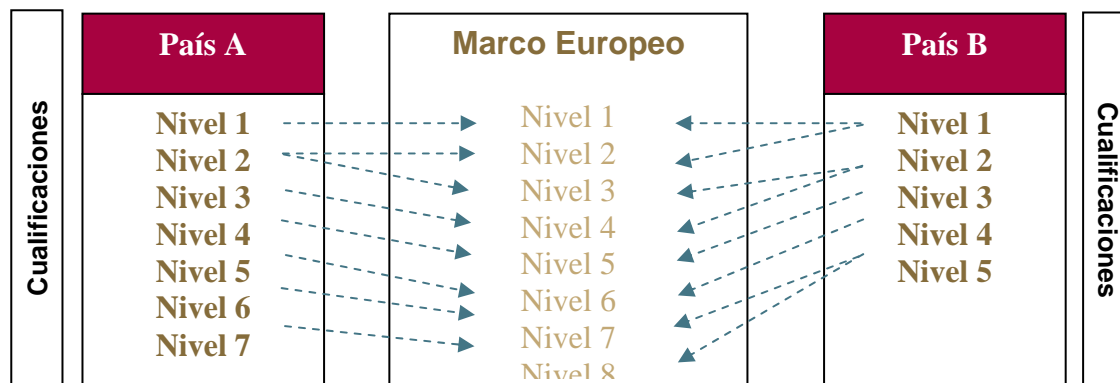 Cualificaciones
País A
Nivel 1
Nivel 2
Nivel 3
Nivel 4
Nivel 5
Nivel 6
Nivel 7
Marco Europeo
Nivel 1
Nivel 2
Nivel 3
Nivel 4
Nivel 5
Nivel 6
Nivel 7
Nivel 8
País B
Nivel 1
Nivel 2
Nivel 3
Nivel 4
Nivel 5
Cualificaciones